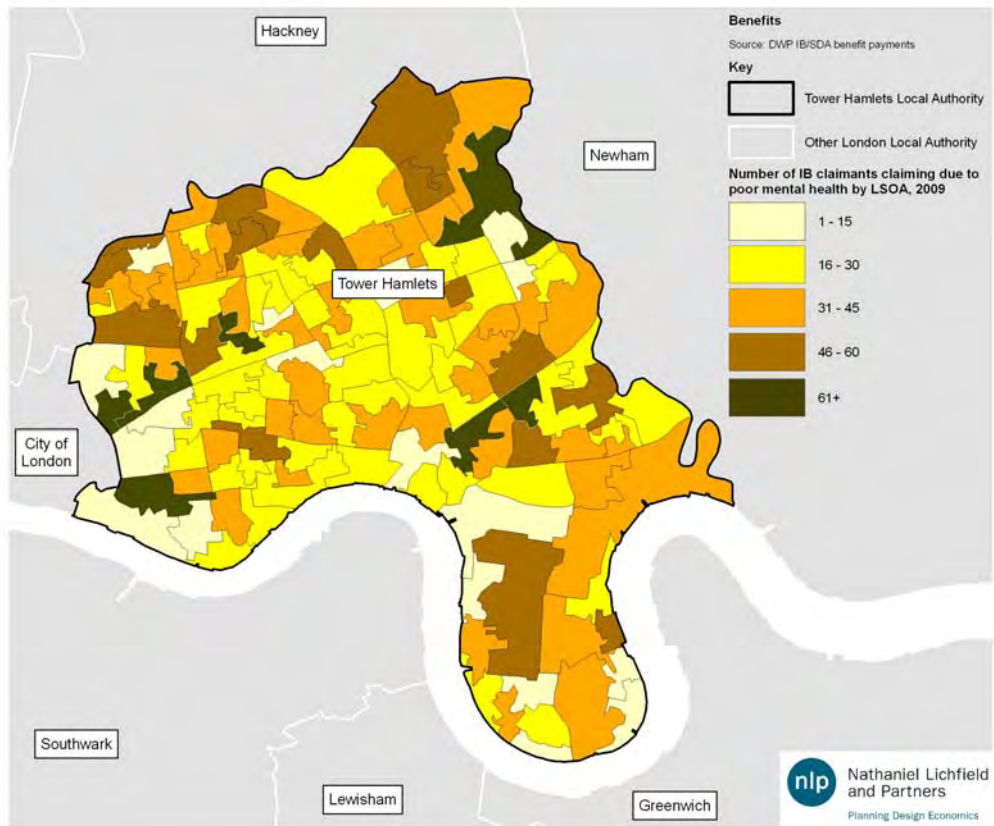 Hackney
Newham
Tower Hamlets
City of
London
Southwark
Lewisham
Greenwich
Benefits
Source: DWP IB/SDA benefit payments
Key
Tower Hamlets Local Authority
Other London Local Authority
Number of IB claimants claiming due to
poor mental health by LSOA, 2009
1 - 15
16 - 30
31 - 45
46 - 60
61+
nlp
Nathaniel Lichfield
and Partners
Planning Design Economics